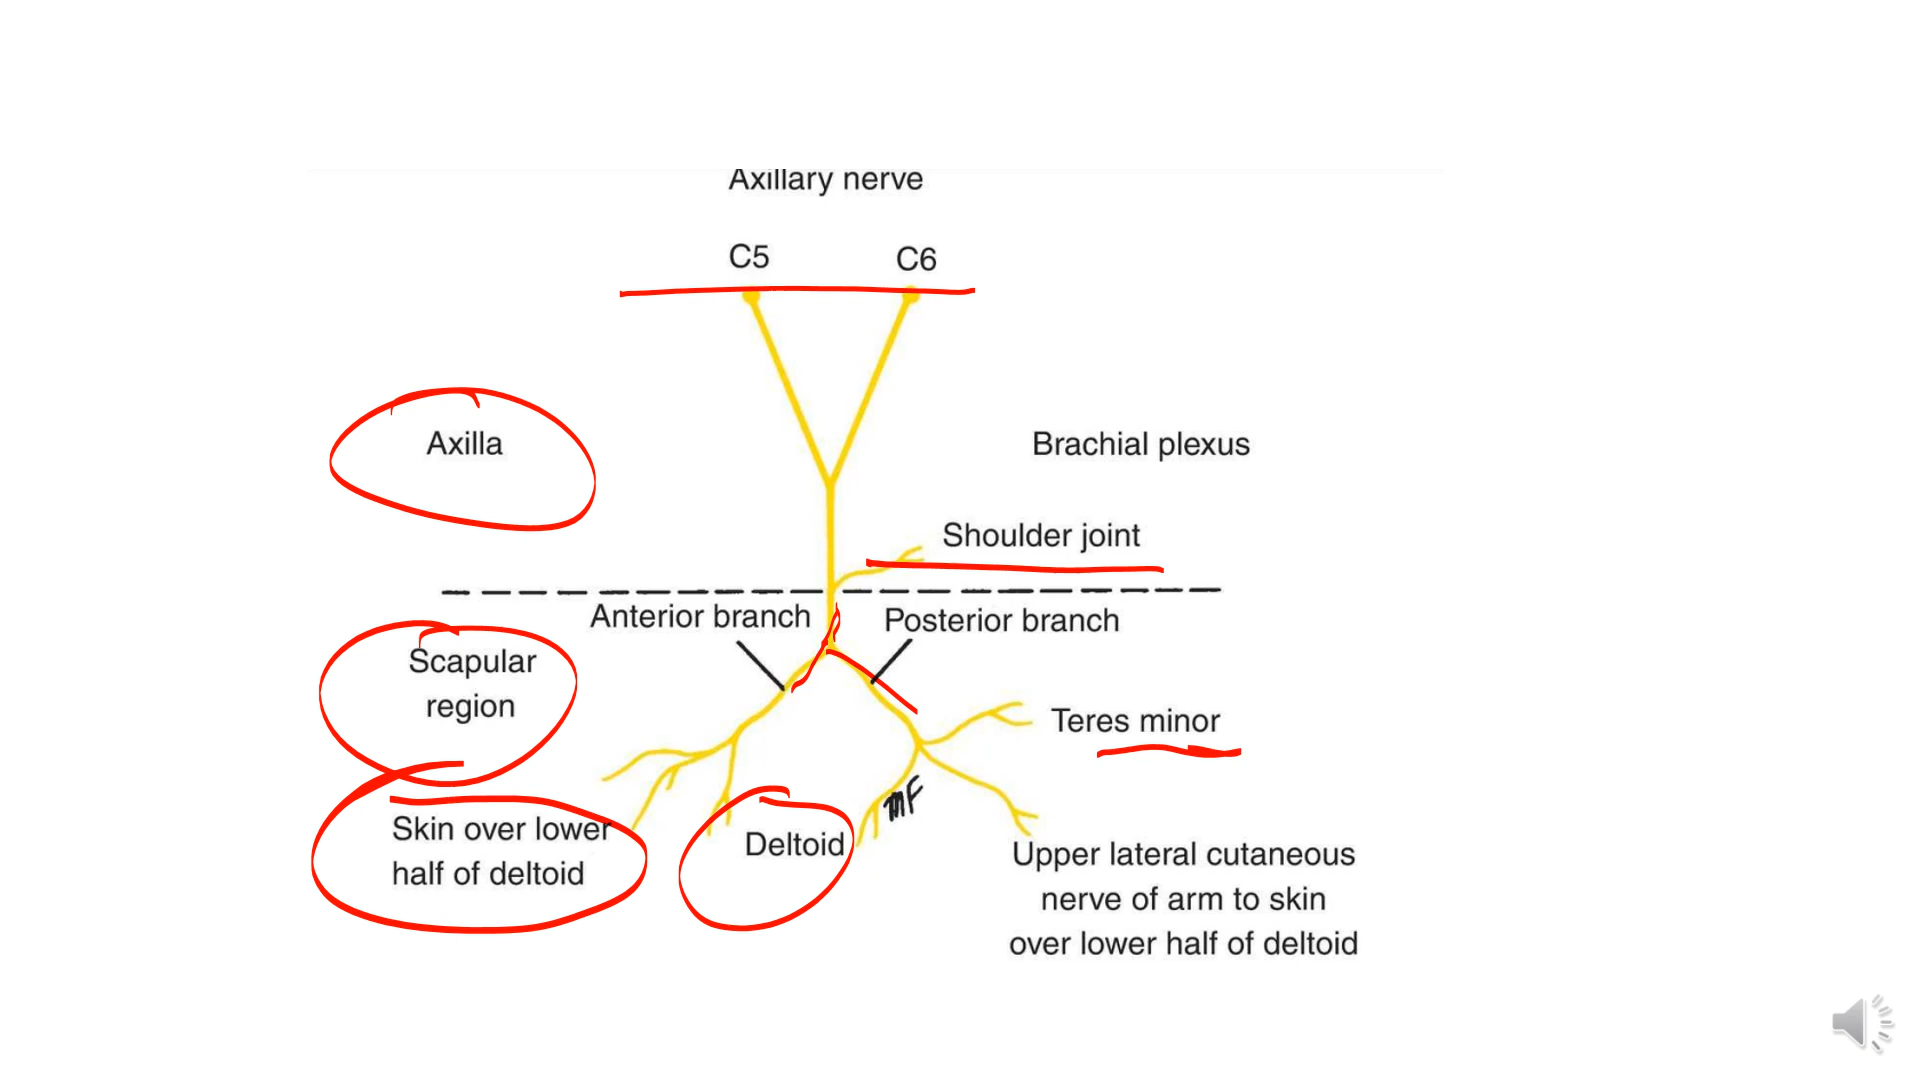 Axillary nerve
C5
C6
Axilla
Brachial plexus
Shoulder joint
Anterior branch
Posterior branch
Scapular
region
Teres minor
MF
Skin over lower
half of deltoid
Deltoid
Upper lateral cutaneous
nerve of arm to skin
over lower half of deltoid